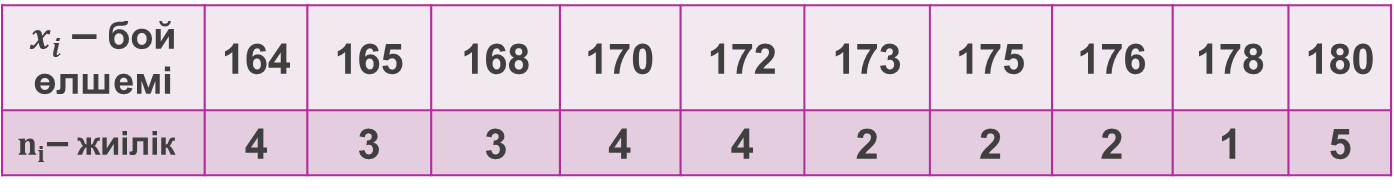 xᵢ – бой өлшемі 164 165 168 170 172 173 175 176 178 180
nᵢ– жиілік 4 3 3 4 4 2 2 2 1 5